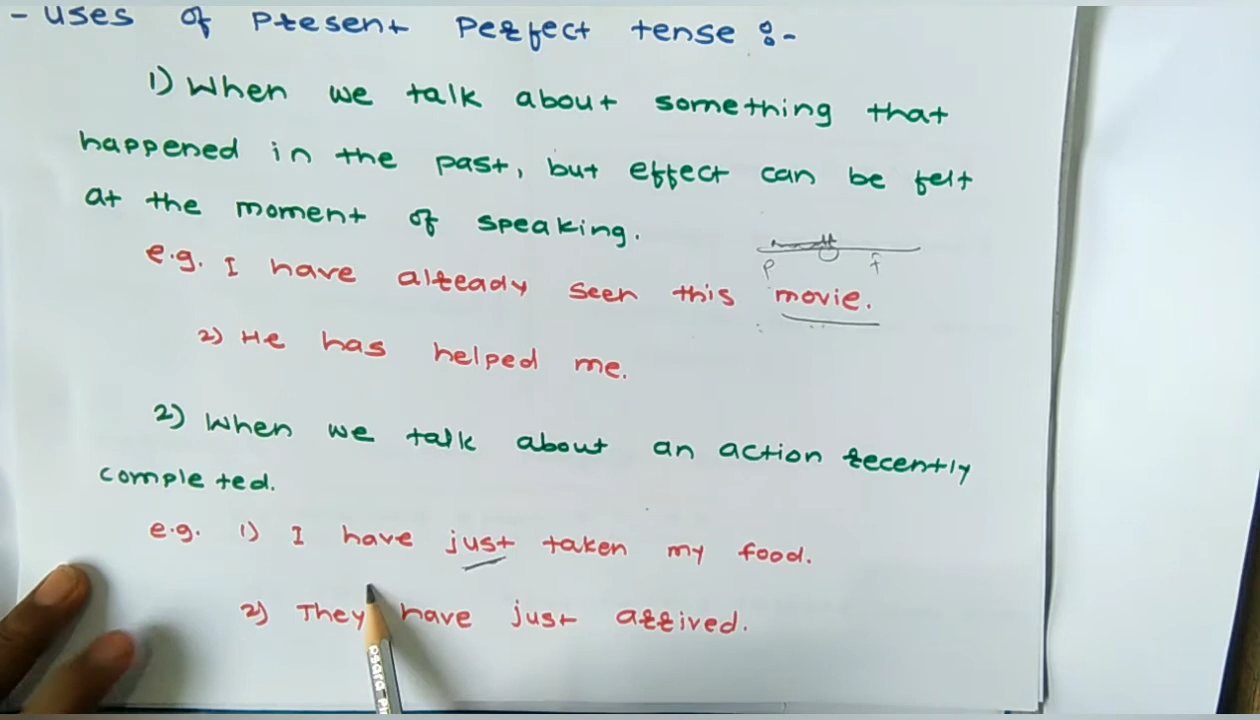 - uses of Present Perfect tense :-
1) When we talk about something that
happened in the past, but effect can be felt
at the moment of speaking.
P f
e.g. I have already seen this movie.
2) He has helped me.
2) When we talk about an action recently
completed.
e.g. 1) I have just taken my food.
2) They have just arrived.